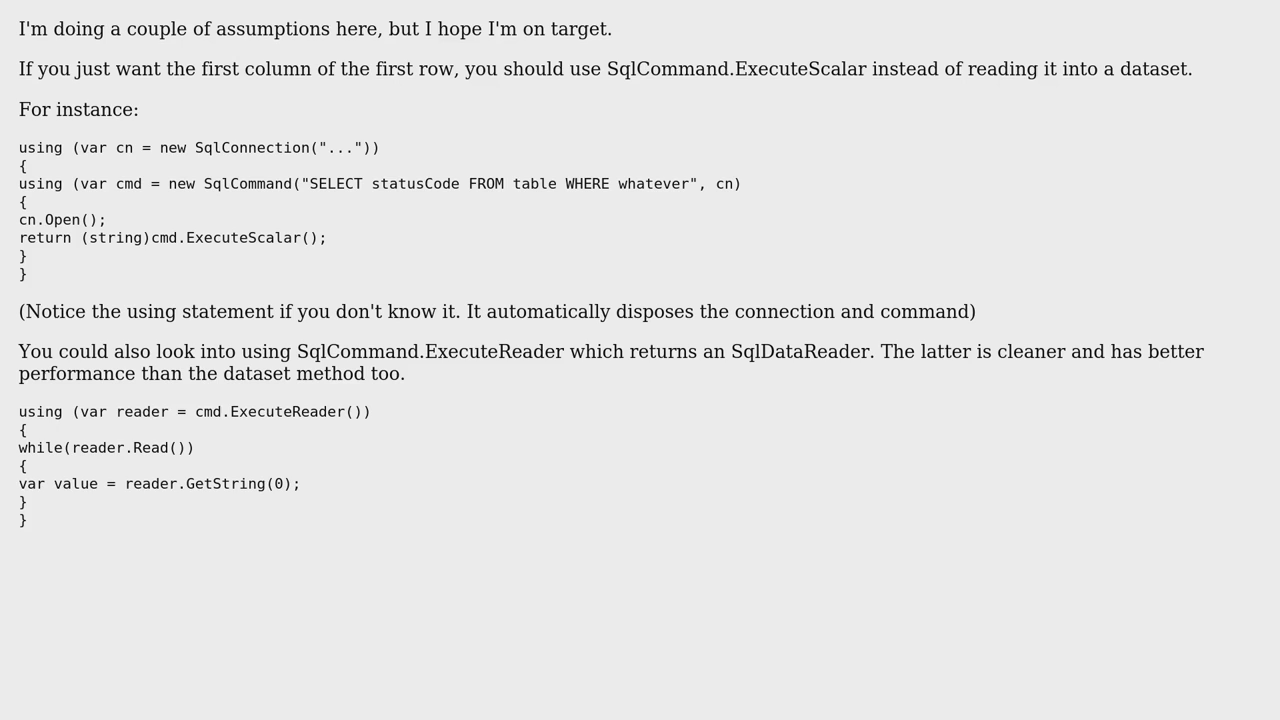 I'm doing a couple of assumptions here, but I hope I'm on target.
If you just want the first column of the first row, you should use SqlCommand.ExecuteScalar instead of reading it into a dataset.
For instance:
using (var cn = new SqlConnection("..."))
{
using (var cmd = new SqlCommand("SELECT statusCode FROM table WHERE whatever", cn)
{
cn.Open();
return (string)cmd.ExecuteScalar();
}
}
(Notice the using statement if you don't know it. It automatically disposes the connection and command)
You could also look into using SqlCommand.ExecuteReader which returns an SqlDataReader. The latter is cleaner and has better
performance than the dataset method too.
using (var reader = cmd.ExecuteReader())
{
while(reader.Read())
{
var value = reader.GetString(0);
}
}